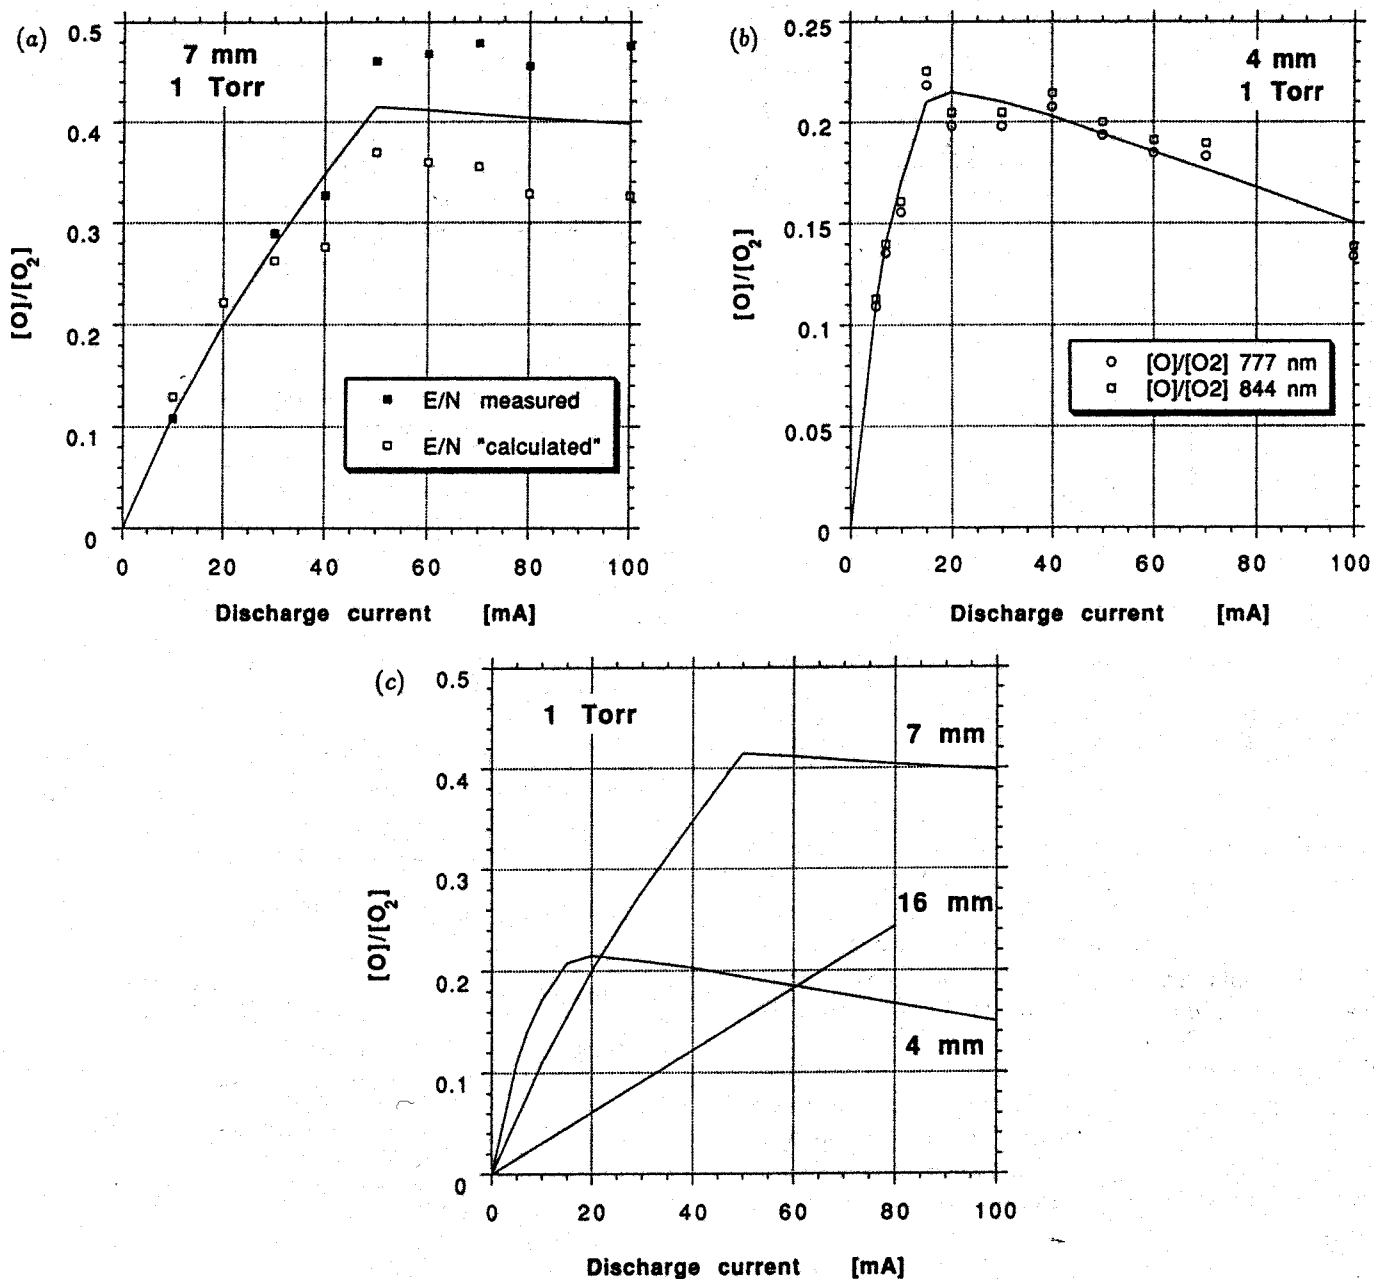 (a)
7 mm
1 Torr
0.5
0.4
0.3
0.2
0.1
0
[O]/[O2]
E/N measured
E/N "calculated"
0 20 40 60 80 100
Discharge current [mA]
(b)
4 mm
1 Torr
0.25
0.2
0.15
0.1
0.05
0
[O]/[O2]
[O]/[O2] 777 nm
[O]/[O2] 844 nm
0 20 40 60 80 100
Discharge current [mA]
(c)
1 Torr
0.5
0.4
0.3
0.2
0.1
0
[O]/[O2]
7 mm
16 mm
4 mm
0 20 40 60 80 100
Discharge current [mA]